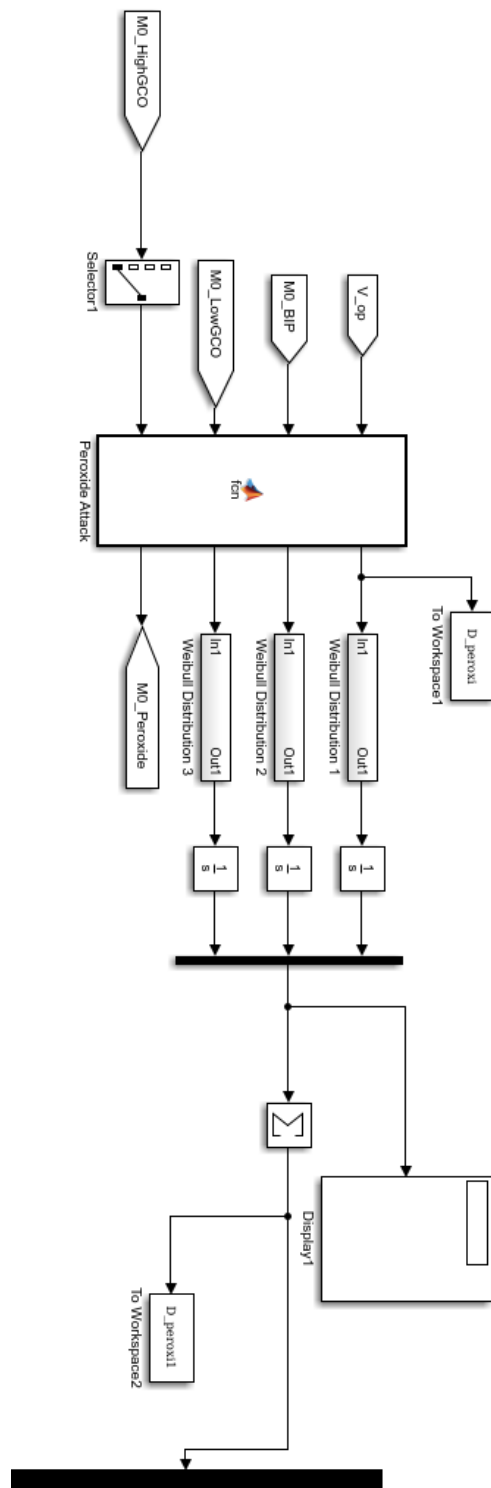 D_peroxi
To Workspace1
V_op
In1
Out1
1
s
Weibull Distribution 1
Display1
M0_BIP
In1
Out1
1
s
Weibull Distribution 2
fcn
M0_LowGCO
In1
Out1
1
s
Weibull Distribution 3
D_peroxi1
To Workspace2
M0_HighGCO
M0_Peroxide
Selector1
Peroxide Attack